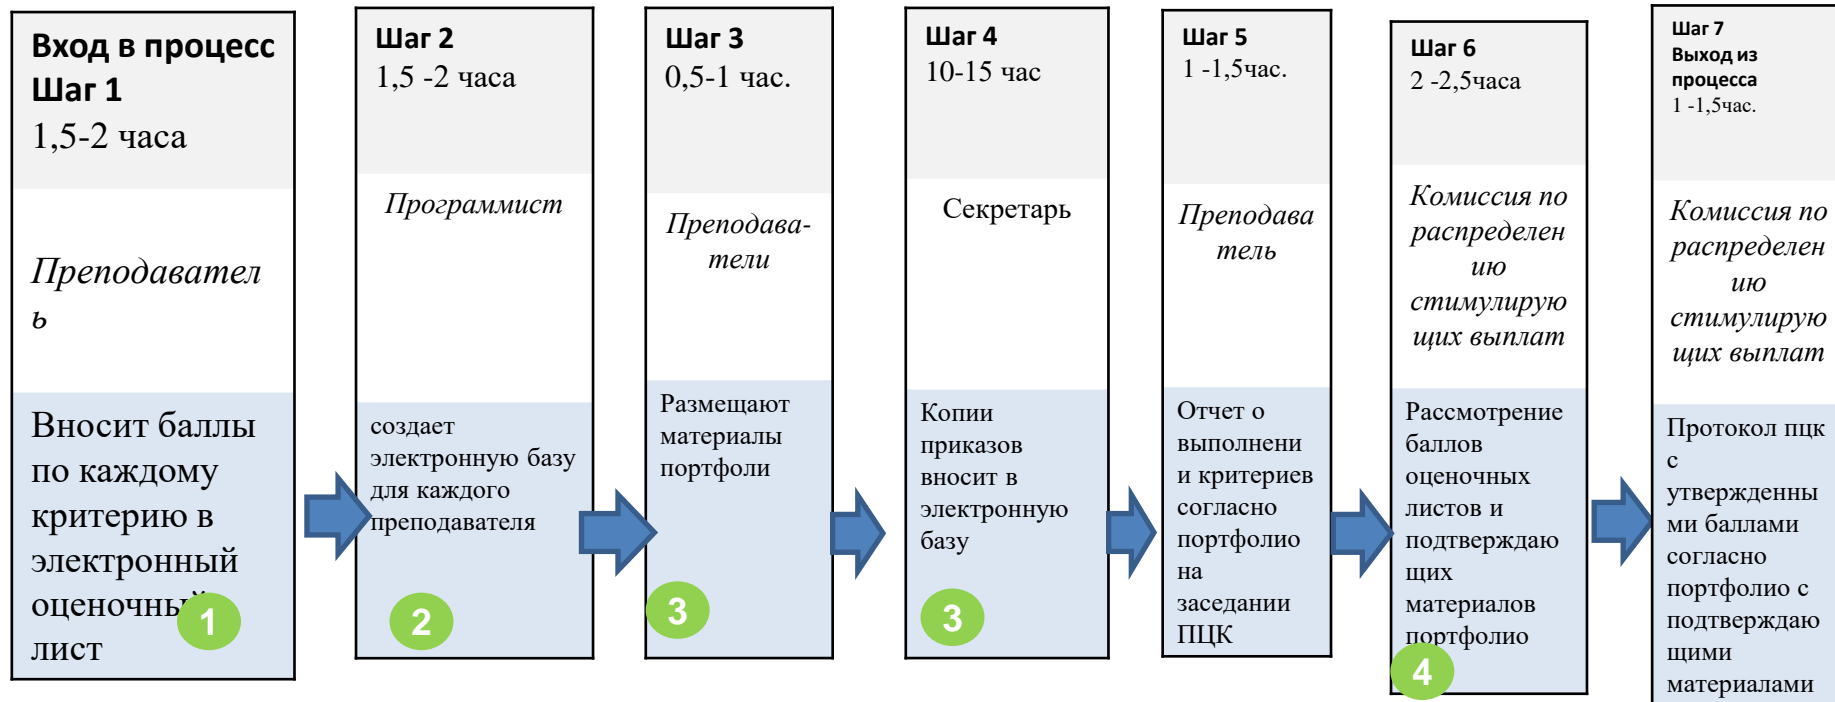 Вход в процесс
Шаг 1
1,5-2 часа
Преподавател
ь
Вносит баллы
по каждому
критерию в
электронный
оценочный
лист
1
Шаг 2
1,5 -2 часа
Программист
создает
электронную базу
для каждого
преподавателя
2
Шаг 3
0,5-1 час.
Преподава-
тели
Размещают
материалы
портфоли
3
Шаг 4
10-15 час
Секретарь
Копии
приказов
вносит в
электронную
базу
3
Шаг 5
1 -1,5час.
Преподава
тель
Отчет о
выполнени
и критериев
согласно
портфолио
на
заседании
ПЦК
Шаг 6
2 -2,5часа
Комиссия по
распределен
ию
стимулирую
щих выплат
Рассмотрение
баллов
оценочных
листов и
подтверждаю
щих
материалов
портфолио
4
Шаг 7
Выход из
процесса
1 -1,5час.
Комиссия по
распределен
ию
стимулирую
щих выплат
Протокол пцк
с
утвержденны
ми баллами
согласно
портфолио с
подтверждаю
щими
материалами